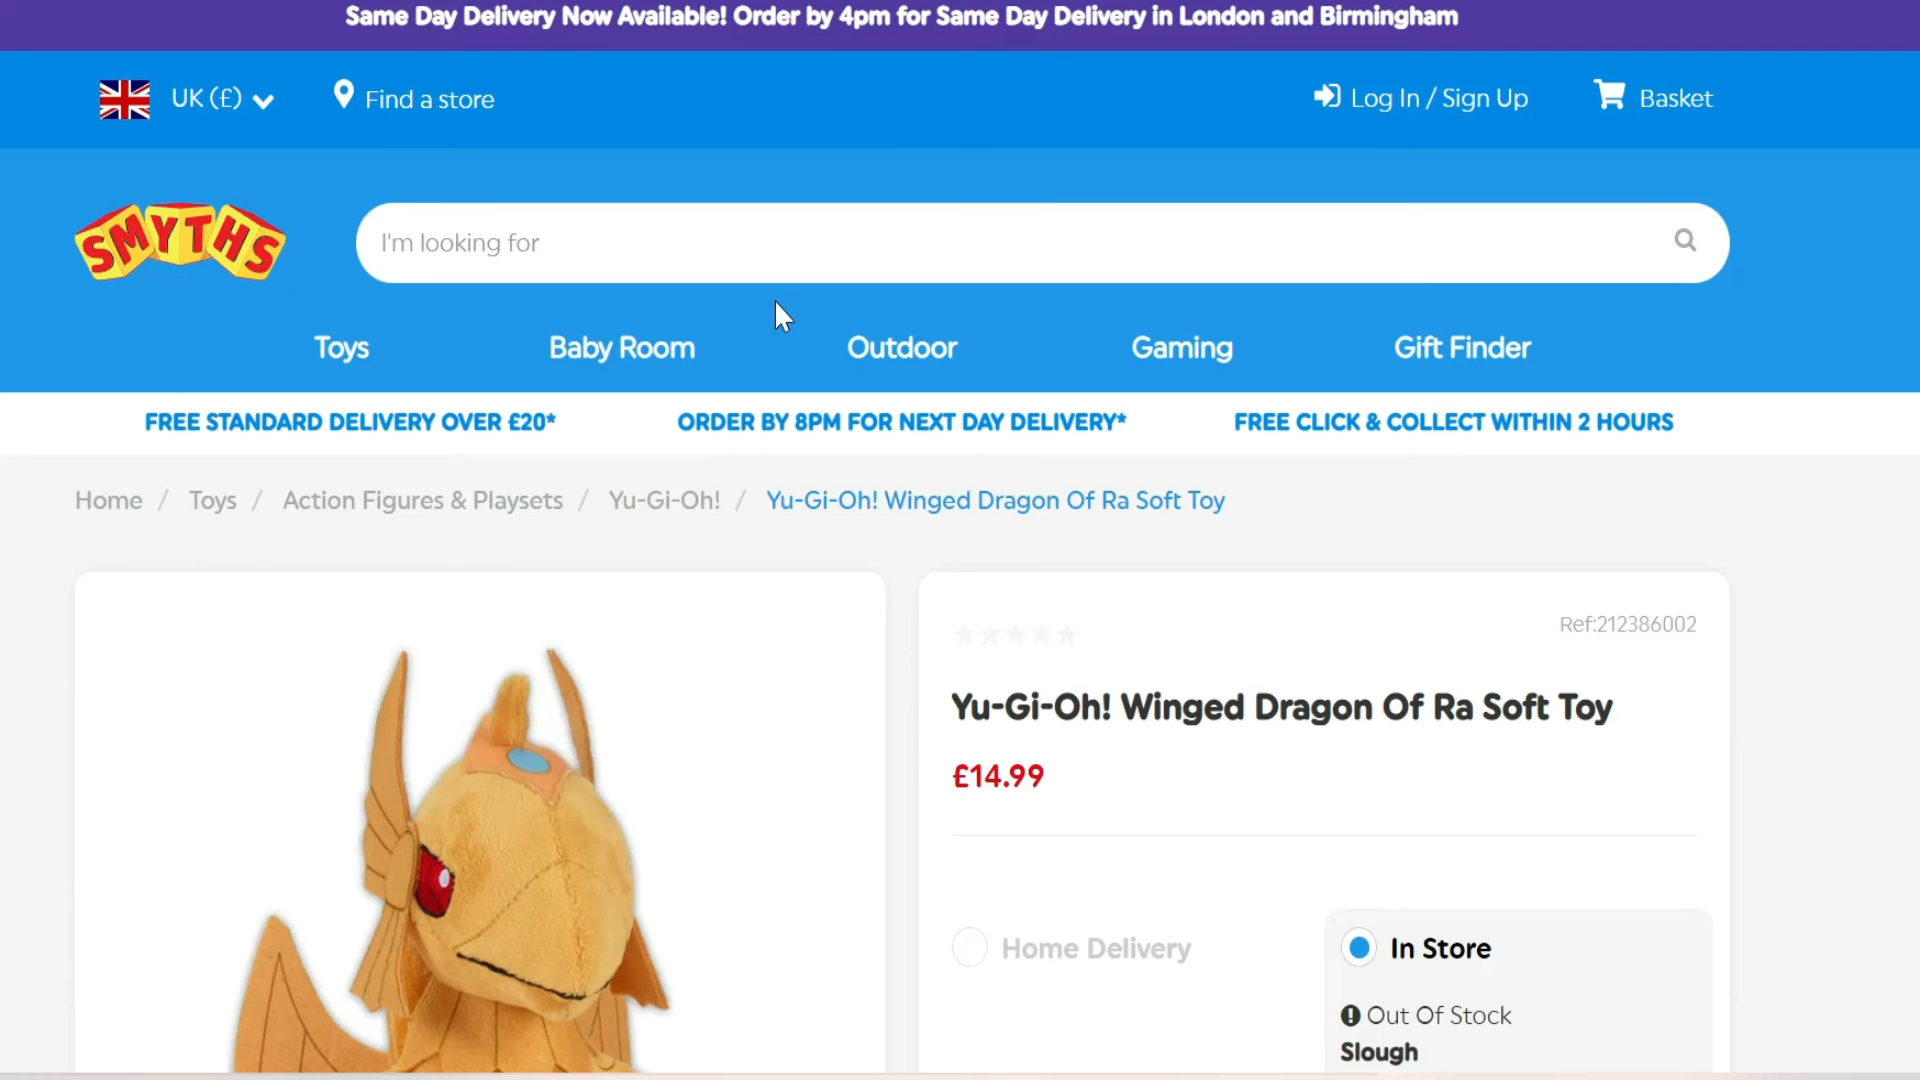 Same Day Delivery Now Available! Order by 4pm for Same Day Delivery in London and Birmingham
UK (£)
Find a store
Log In / Sign Up
Basket
SMYTHS
I'm looking for
Toys
Baby Room
Outdoor
Gaming
Gift Finder
FREE STANDARD DELIVERY OVER £20*
ORDER BY 8PM FOR NEXT DAY DELIVERY*
FREE CLICK & COLLECT WITHIN 2 HOURS
Home / Toys / Action Figures & Playsets / Yu-Gi-Oh! / Yu-Gi-Oh! Winged Dragon Of Ra Soft Toy
Ref:212386002
Yu-Gi-Oh! Winged Dragon Of Ra Soft Toy
£14.99
Home Delivery
In Store
Out Of Stock
Slough